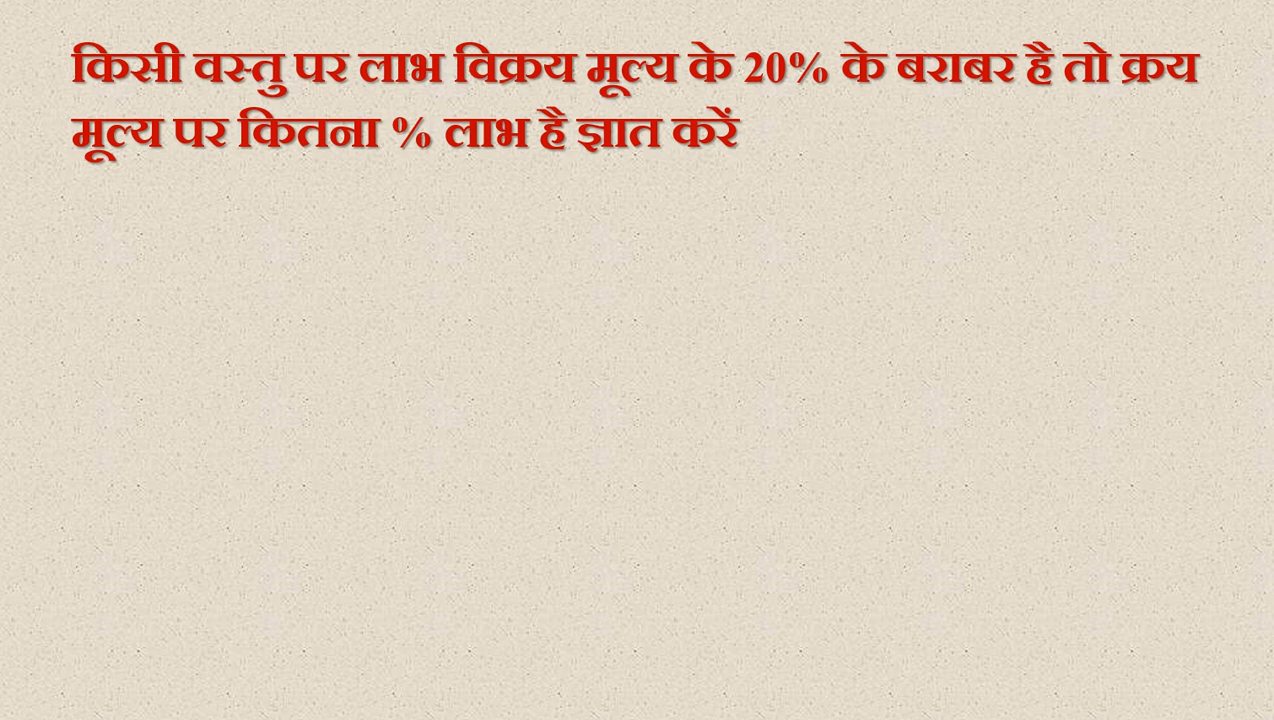 किसी वस्तु पर लाभ विक्रय मूल्य के 20% के बराबर है तो क्रय
मूल्य पर कितना % लाभ है ज्ञात करें